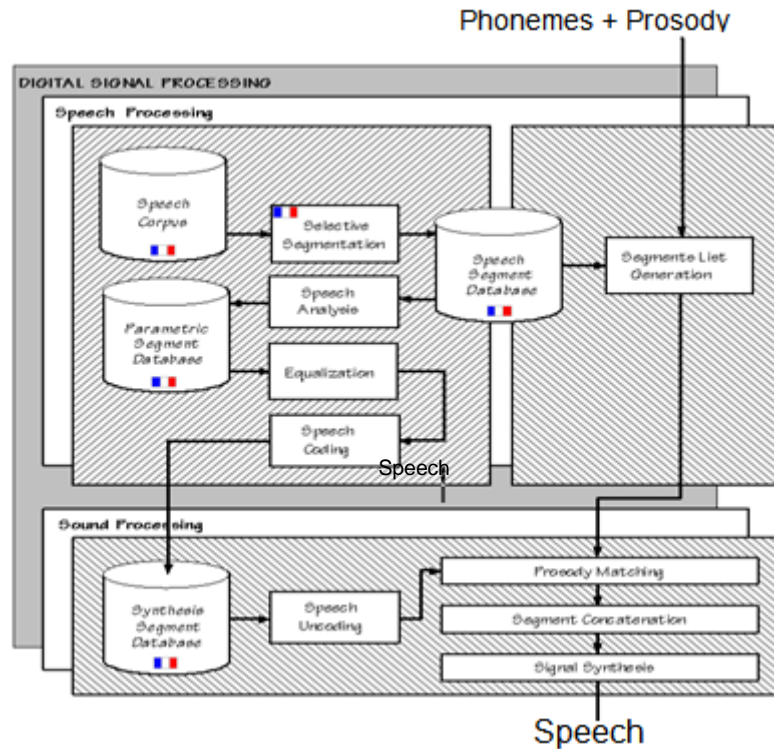 Phonemes + Prosody
DIGITAL SIGNAL PROCESSING
Speech Processing
Speech
Corpus
Selective
Segmentation
Speech
Segment
Database
Segments List
Generation
Speech
Analysis
Parametric
Segment
Database
Equalization
Speech
Coding
Speech
Sound Processing
Synthesis
Segment
Database
Speech
Uncoding
Prosody Matching
Segment Concatenation
Signal Synthesis
Speech